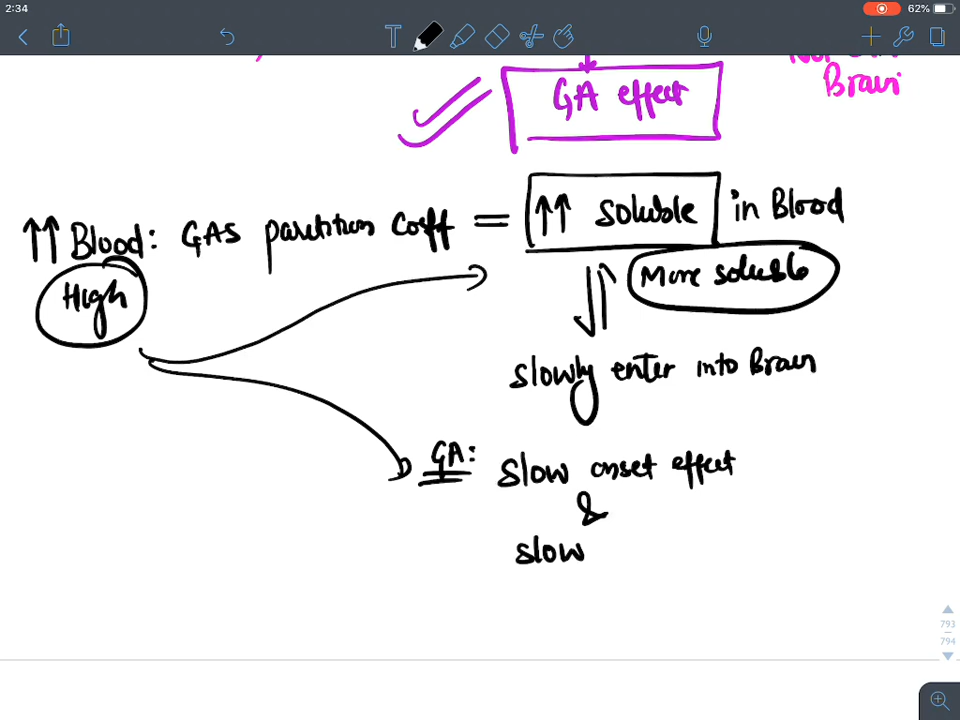 2:34
62%
T
GA effect
Brain
↑↑ Blood: GAS partition Coeff = ↑↑ soluble in Blood
High
More soluble
slowly enter into Brain
GA: slow onset effect
&
slow
793
794